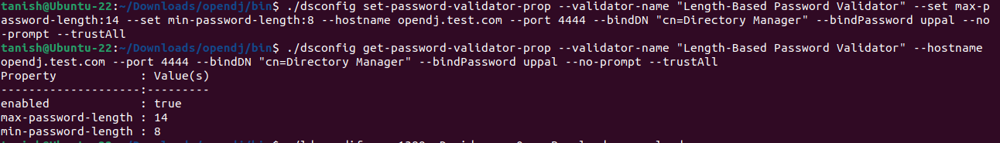 tanish@Ubuntu-22:~/Downloads/opendj/bin$ ./dsconfig set-password-validator-prop --validator-name "Length-Based Password Validator" --set max-p
assword-length:14 --set min-password-length:8 --hostname opendj.test.com --port 4444 --bindDN "cn=Directory Manager" --bindPassword uppal --no
-prompt --trustAll
tanish@Ubuntu-22:~/Downloads/opendj/bin$ ./dsconfig get-password-validator-prop --validator-name "Length-Based Password Validator" --hostname
opendj.test.com --port 4444 --bindDN "cn=Directory Manager" --bindPassword uppal --no-prompt --trustAll
Property            : Value(s)
--------------------:---------
enabled             : true
max-password-length : 14
min-password-length : 8